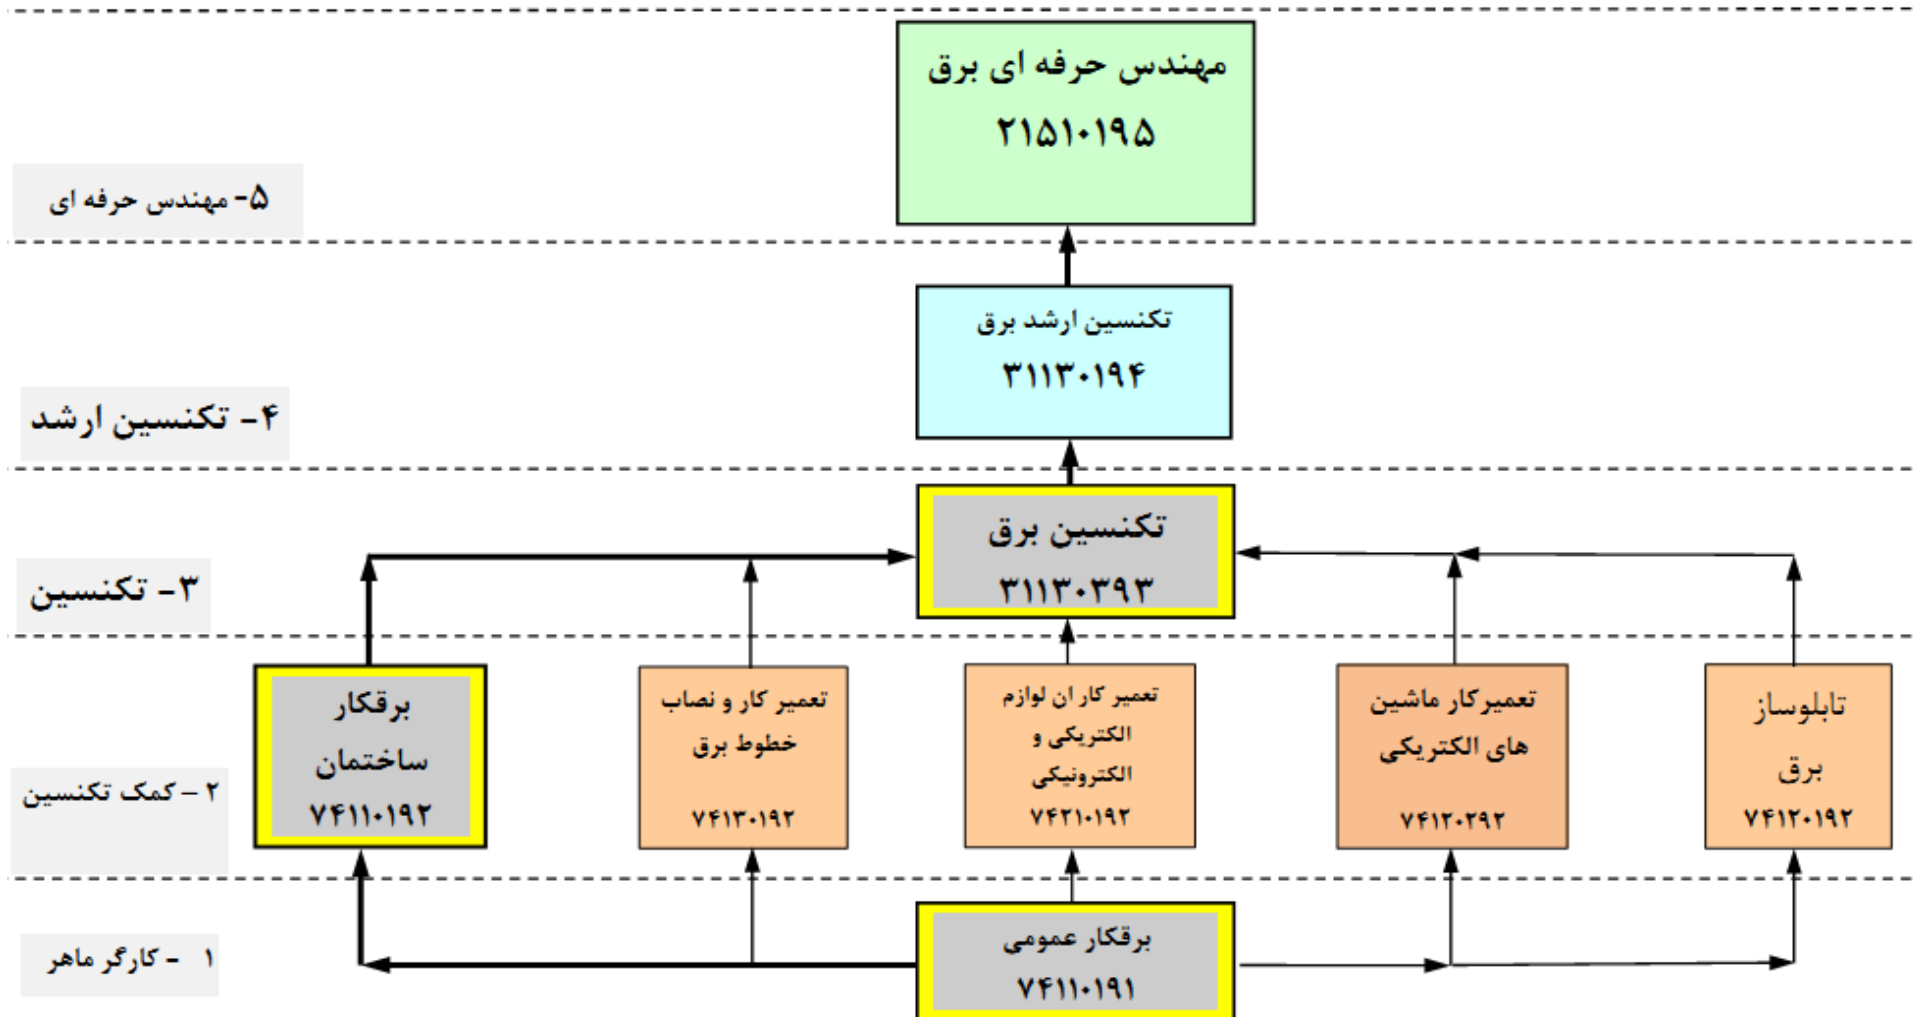 مهندس حرفه ای برق
۲۱۵۱۰۱۹۵
۵- مهندس حرفه ای
تکنسین ارشد برق
۳۱۱۳۰۱۹۴
۴- تکنسین ارشد
تکنسین برق
۳۱۱۳۰۳۹۳
۳- تکنسین
تابلوساز
برق
۷۴۱۲۰۱۹۲
تعمیرکار ماشین
های الکتریکی
۷۴۱۲۰۲۹۲
تعمیر کار ان لوازم
الکتریکی و
الکترونیکی
۷۴۲۱۰۱۹۲
تعمیر کار و نصاب
خطوط برق
۷۴۱۳۰۱۹۲
برقکار
ساختمان
۷۴۱۱۰۱۹۲
۲ – کمک تکنسین
برقکار عمومی
۷۴۱۱۰۱۹۱
۱ - کارگر ماهر